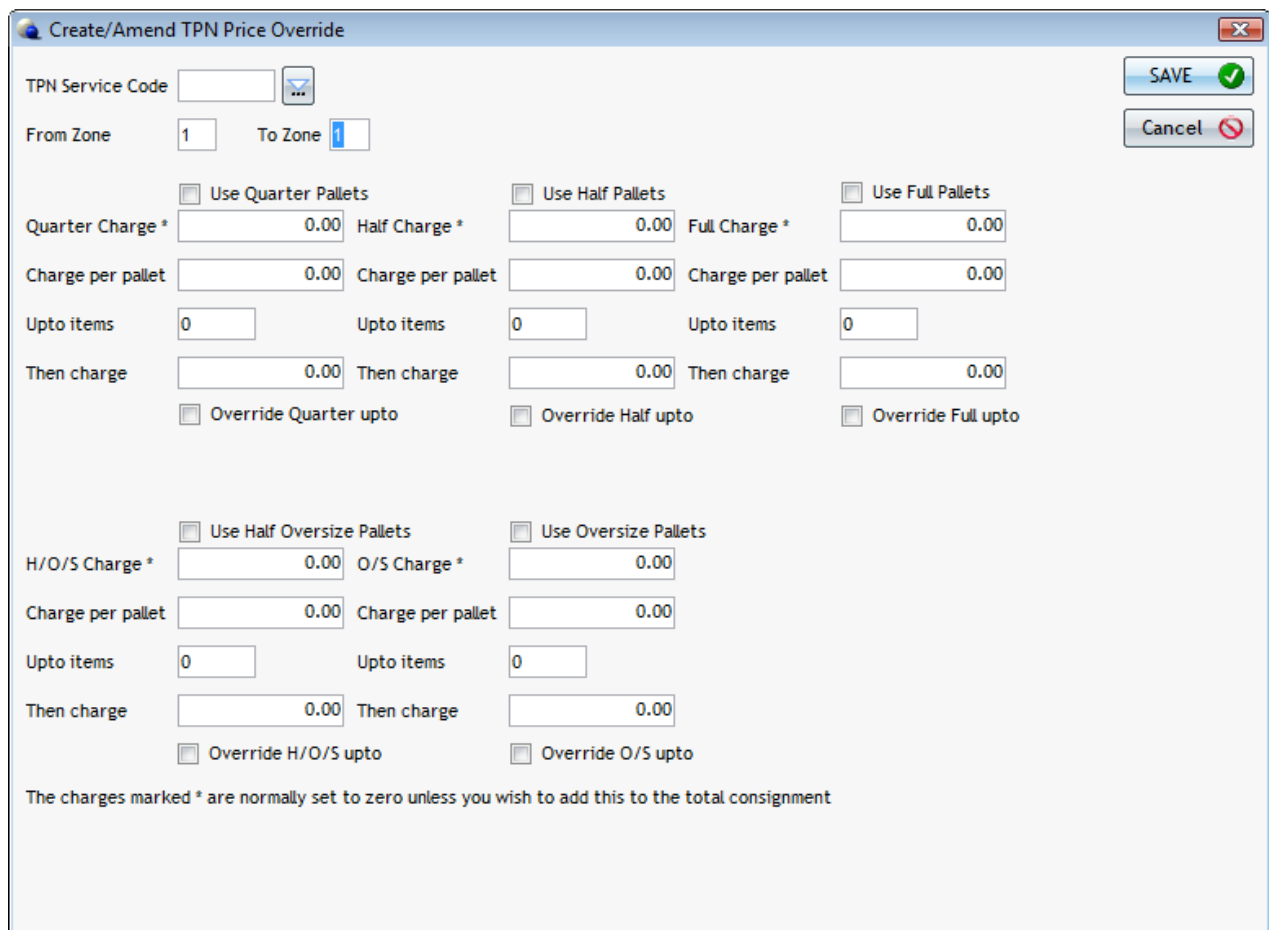 Create/Amend TPN Price Override
TPN Service Code
SAVE
From Zone 1 To Zone 1
Cancel
Use Quarter Pallets Use Half Pallets Use Full Pallets
Quarter Charge * 0.00 Half Charge * 0.00 Full Charge * 0.00
Charge per pallet 0.00 Charge per pallet 0.00 Charge per pallet 0.00
Upto items 0 Upto items 0 Upto items 0
Then charge 0.00 Then charge 0.00 Then charge 0.00
Override Quarter upto Override Half upto Override Full upto
Use Half Oversize Pallets Use Oversize Pallets
H/O/S Charge * 0.00 O/S Charge * 0.00
Charge per pallet 0.00 Charge per pallet 0.00
Upto items 0 Upto items 0
Then charge 0.00 Then charge 0.00
Override H/O/S upto Override O/S upto
The charges marked * are normally set to zero unless you wish to add this to the total consignment